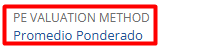 PE VALUATION METHOD
Promedio Ponderado